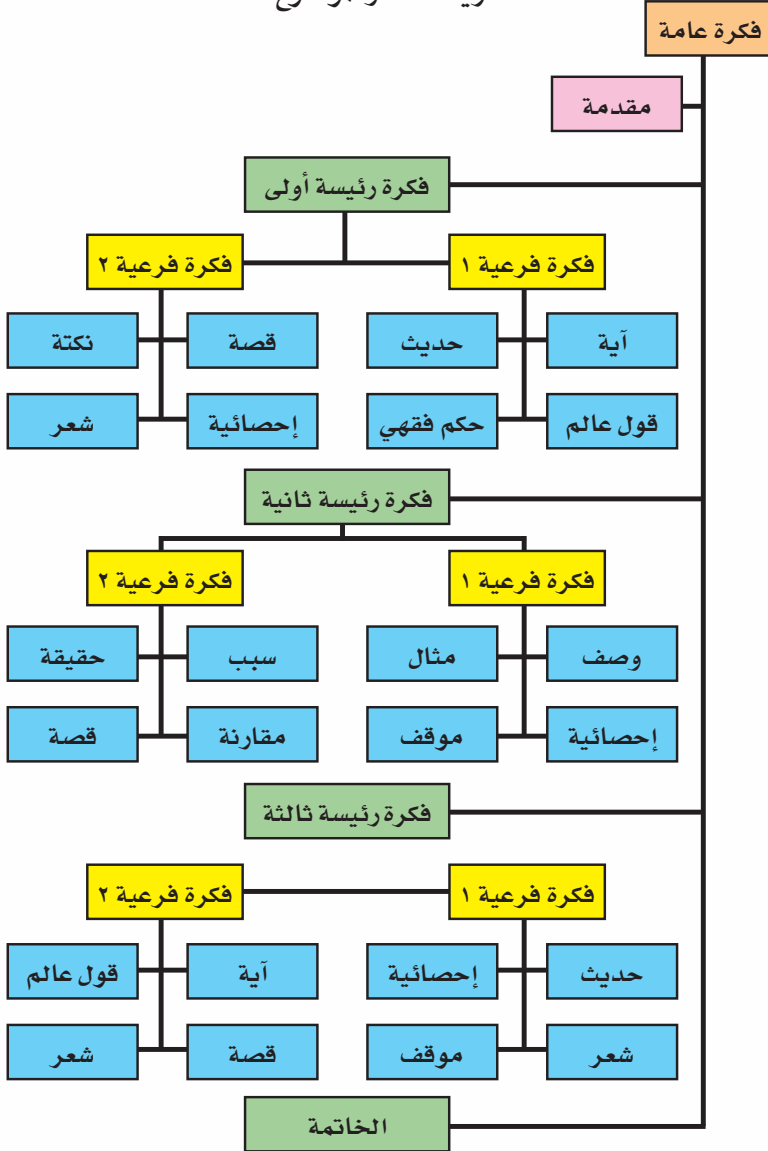 فكرة عامة
مقدمة
فكرة رئيسة أولى
فكرة فرعية ١
فكرة فرعية ٢
آية
حديث
قصة
نكتة
قول عالم
حكم فقهي
إحصائية
شعر
فكرة رئيسة ثانية
فكرة فرعية ١
فكرة فرعية ٢
وصف
مثال
سبب
حقيقة
إحصائية
موقف
مقارنة
قصة
فكرة رئيسة ثالثة
فكرة فرعية ١
فكرة فرعية ٢
حديث
إحصائية
آية
قول عالم
شعر
موقف
قصة
شعر
الخاتمة